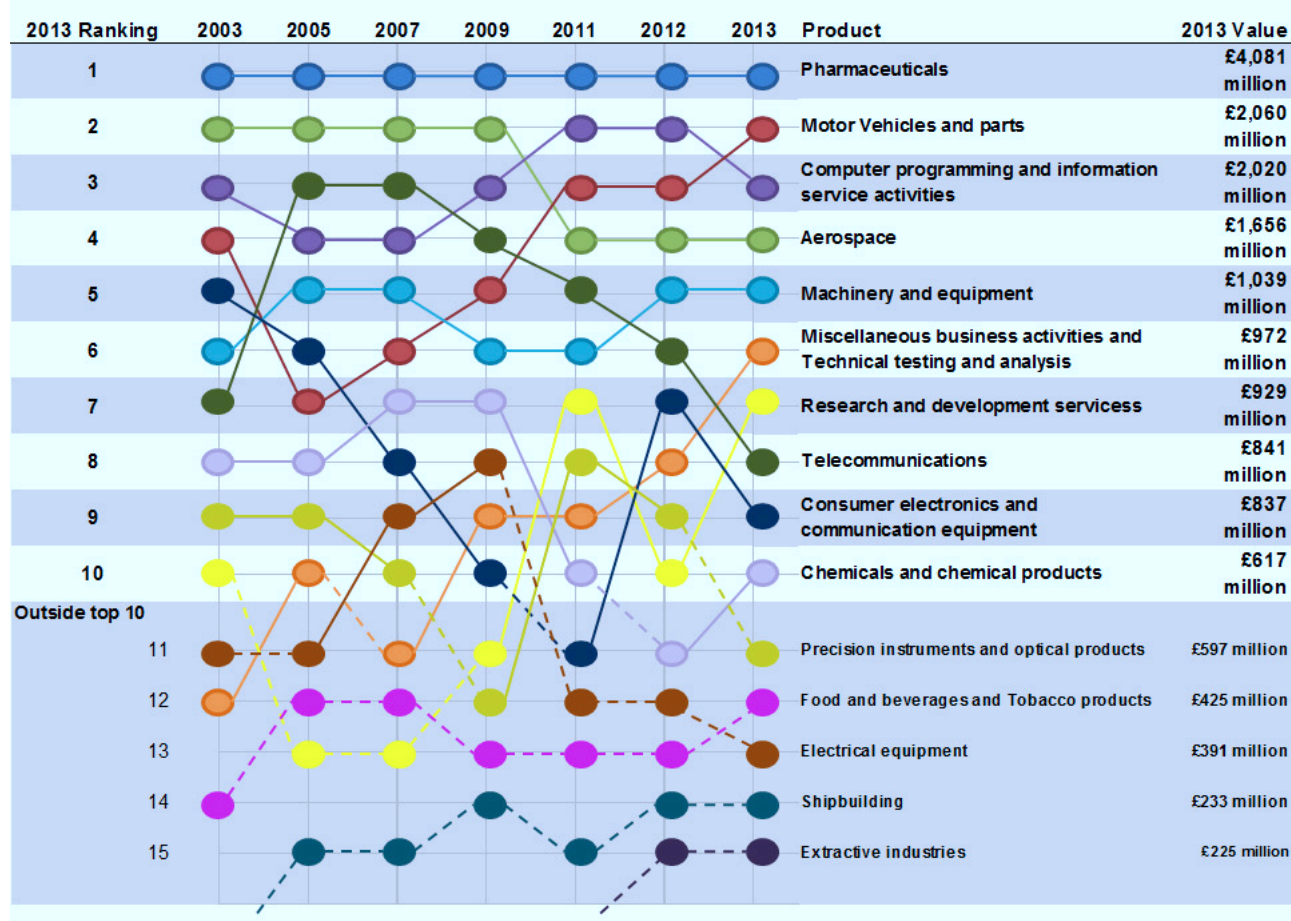 2013 Ranking 2003 2005 2007 2009 2011 2012 2013 Product 2013 Value
1 Pharmaceuticals £4,081
million
2 Motor Vehicles and parts £2,060
million
3 Computer programming and information £2,020
service activities million
4 Aerospace £1,656
million
5 Machinery and equipment £1,039
million
6 Miscellaneous business activities and £972
Technical testing and analysis million
7 Research and development servicess £929
million
8 Telecommunications £841
million
9 Consumer electronics and £837
communication equipment million
10 Chemicals and chemical products £617
million
Outside top 10
11 Precision instruments and optical products £597 million
12 Food and beverages and Tobacco products £425 million
13 Electrical equipment £391 million
14 Shipbuilding £233 million
15 Extractive industries £225 million